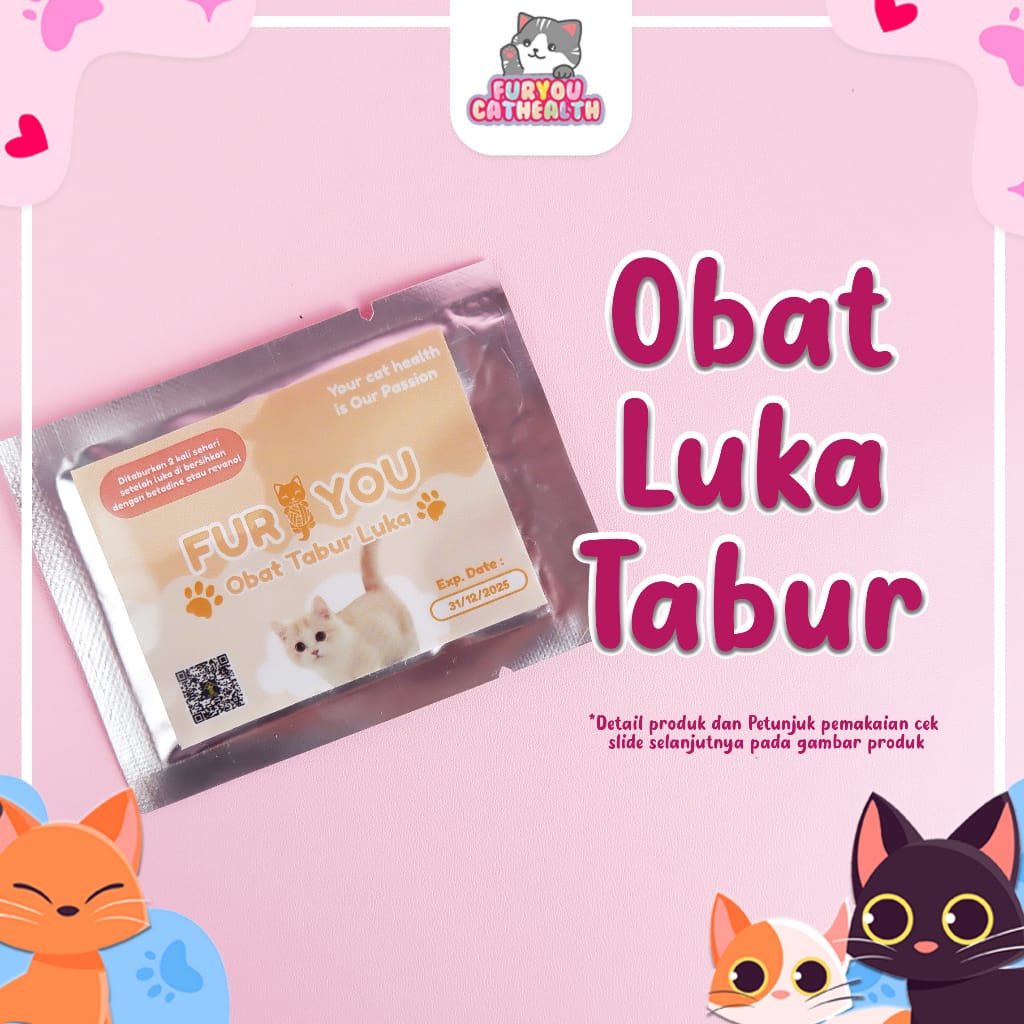 FURYOU
CATHEALTH
Obat
Luka
Tabur
Your cat health
is Our Passion
Ditaburkan 2 kali sehari
setelah luka di bersihkan
dengan betadine atau revanol
FUR YOU
Obat Tabur Luka
Exp. Date :
31/12/2025
*Detail produk dan Petunjuk pemakaian cek
slide selanjutnya pada gambar produk